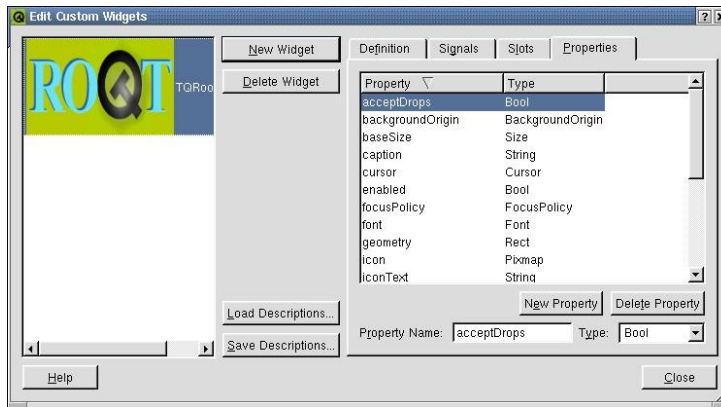 Edit Custom Widgets
ROQT
TQRoo
New Widget
Delete Widget
Load Descriptions...
Save Descriptions...
Definition
Signals
Slots
Properties
Property Type
acceptDrops Bool
backgroundOrigin BackgroundOrigin
baseSize Size
caption String
cursor Cursor
enabled Bool
focusPolicy FocusPolicy
font Font
geometry Rect
icon Pixmap
iconText String
New Property
Delete Property
Property Name: acceptDrops Type: Bool
Help
Close